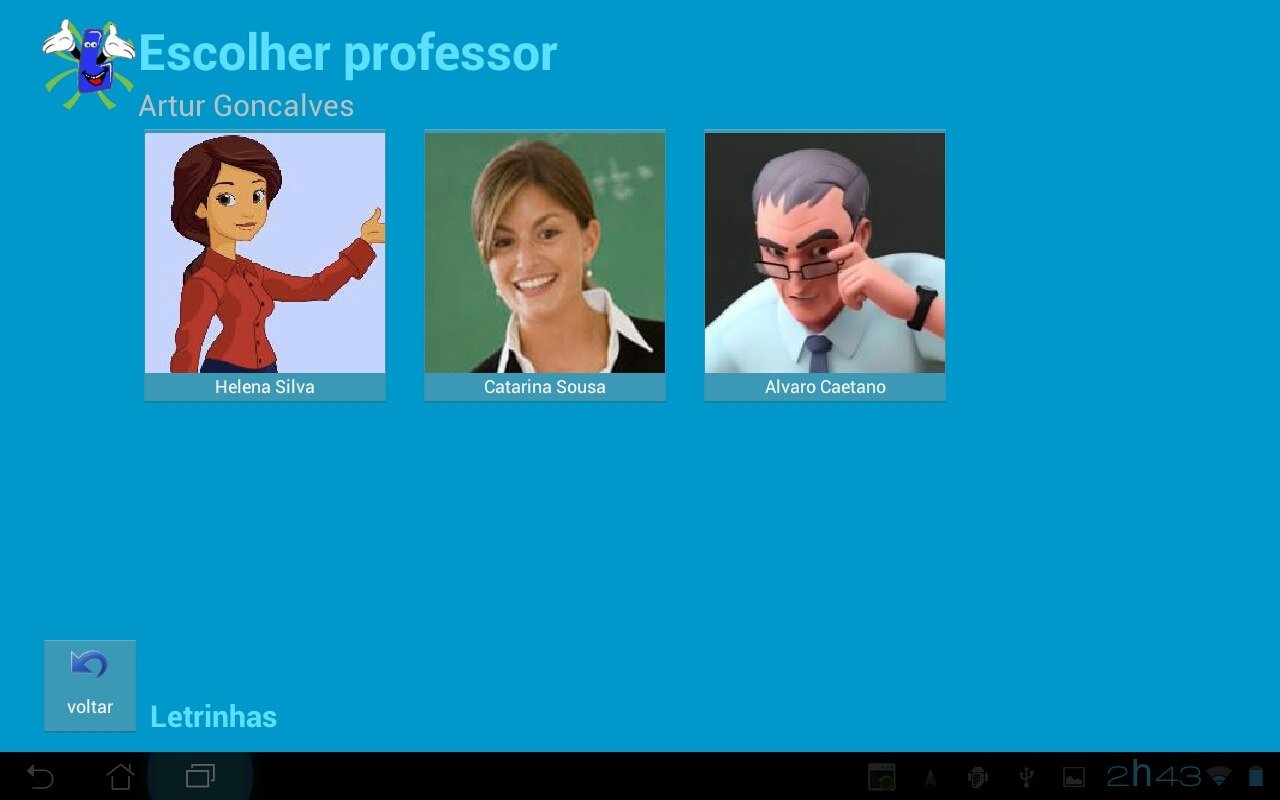 Escolher professor
Artur Goncalves
Helena Silva
Catarina Sousa
Alvaro Caetano
voltar
Letrinhas
2h43